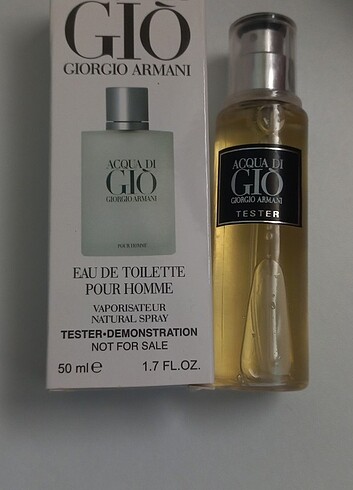 GIÒ
GIORGIO ARMANI
ACQUA DI
GIÒ
GIORGIO ARMANI
POUR HOMME
EAU DE TOILETTE
POUR HOMME
VAPORISATEUR
NATURAL SPRAY
TESTER•DEMONSTRATION
NOT FOR SALE
50 ml e 1.7 FL.OZ.
ACQUA DI
GIÒ
GIORGIO ARMANI
TESTER